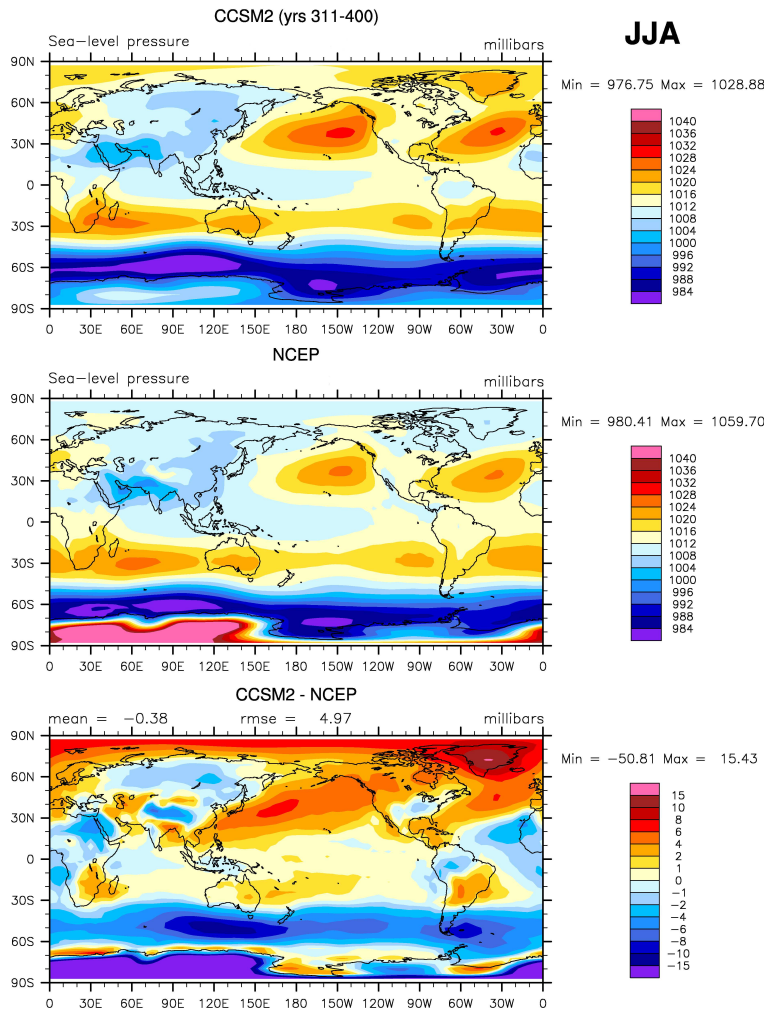 CCSM2 (yrs 311-400)
JJA
Sea-level pressure millibars
Min = 976.75 Max = 1028.88
90N
60N
30N
0
30S
60S
90S
0 30E 60E 90E 120E 150E 180 150W 120W 90W 60W 30W 0
1040
1036
1032
1028
1024
1020
1016
1012
1008
1004
1000
996
992
988
984
NCEP
Sea-level pressure millibars
Min = 980.41 Max = 1059.70
90N
60N
30N
0
30S
60S
90S
0 30E 60E 90E 120E 150E 180 150W 120W 90W 60W 30W 0
1040
1036
1032
1028
1024
1020
1016
1012
1008
1004
1000
996
992
988
984
CCSM2 - NCEP
mean = -0.38 rmse = 4.97 millibars
Min = -50.81 Max = 15.43
90N
60N
30N
0
30S
60S
90S
0 30E 60E 90E 120E 150E 180 150W 120W 90W 60W 30W 0
15
10
8
6
4
2
1
0
-1
-2
-4
-6
-8
-10
-15